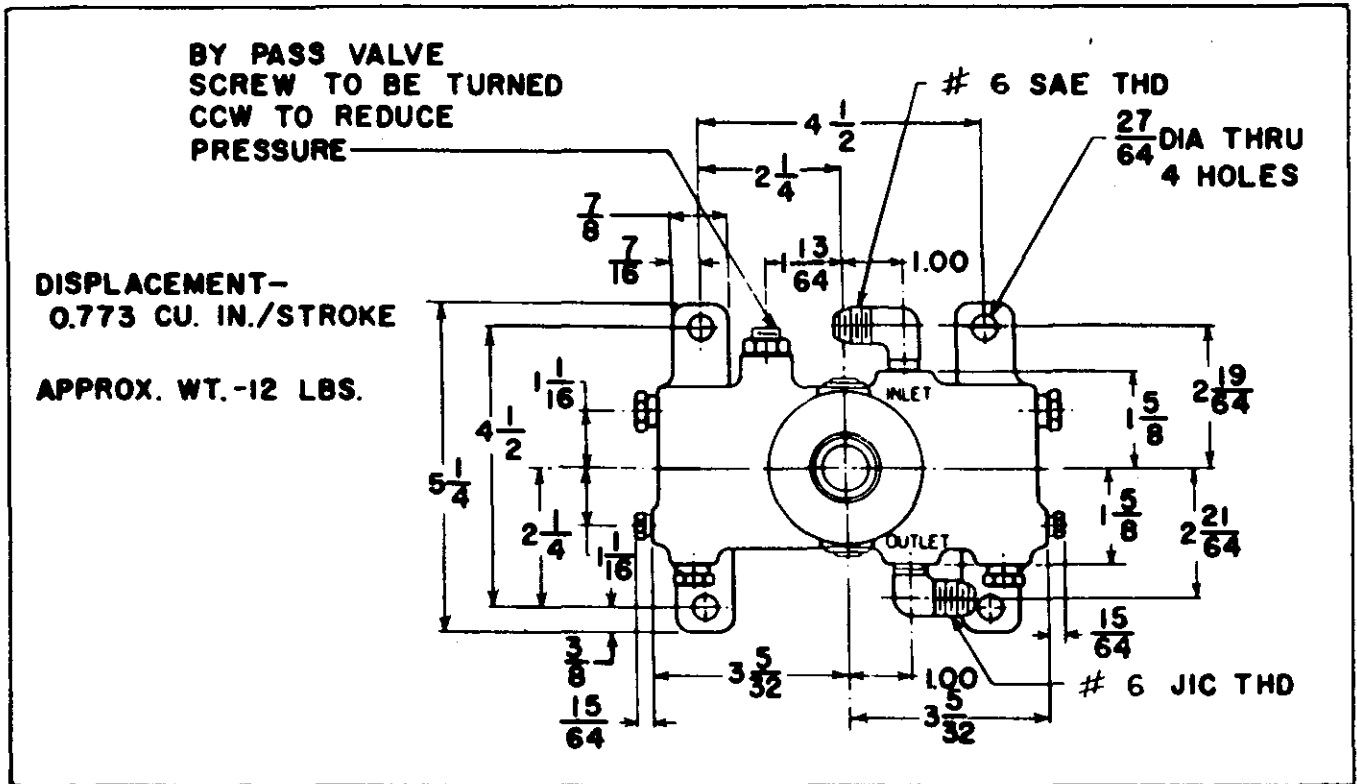 BY PASS VALVE
SCREW TO BE TURNED
CCW TO REDUCE
PRESSURE
# 6 SAE THD
4 1/2
27/64 DIA THRU
4 HOLES
2 1/4
7/8
7/16
1 13/64
1.00
DISPLACEMENT-
0.773 CU. IN./STROKE
APPROX. WT.-12 LBS.
1 1/16
INLET
2 19/64
1 5/8
4 1/2
5 1/4
2 1/4
1 5/8
2 21/64
1 1/16
OUTLET
3/8
15/64
3 5/32
1.00
# 6 JIC THD
15/64
3 5/32